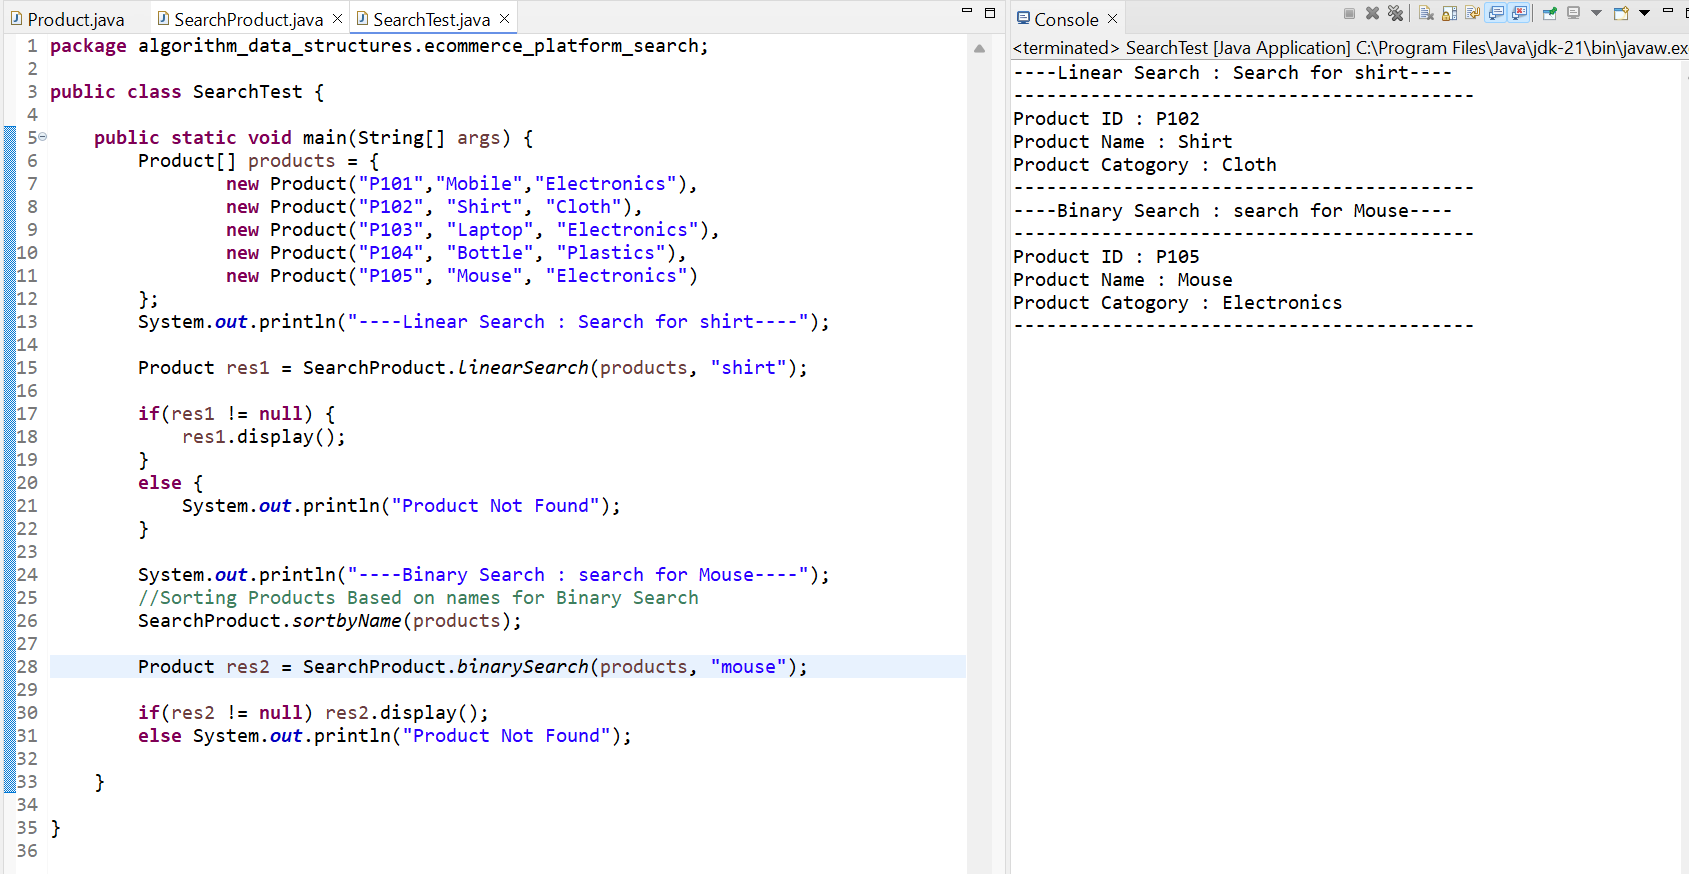 Product.java SearchProduct.java SearchTest.java
1 package algorithm_data_structures.ecommerce_platform_search;
2
3 public class SearchTest {
4
5     public static void main(String[] args) {
6         Product[] products = {
7                 new Product("P101","Mobile","Electronics"),
8                 new Product("P102", "Shirt", "Cloth"),
9                 new Product("P103", "Laptop", "Electronics"),
10                 new Product("P104", "Bottle", "Plastics"),
11                 new Product("P105", "Mouse", "Electronics")
12         };
13         System.out.println("----Linear Search : Search for shirt----");
14
15         Product res1 = SearchProduct.linearSearch(products, "shirt");
16
17         if(res1 != null) {
18             res1.display();
19         }
20         else {
21             System.out.println("Product Not Found");
22         }
23
24         System.out.println("----Binary Search : search for Mouse----");
25         //Sorting Products Based on names for Binary Search
26         SearchProduct.sortbyName(products);
27
28         Product res2 = SearchProduct.binarySearch(products, "mouse");
29
30         if(res2 != null) res2.display();
31         else System.out.println("Product Not Found");
32
33     }
34
35 }
36
Console
<terminated> SearchTest [Java Application] C:\Program Files\Java\jdk-21\bin\javaw.ex
----Linear Search : Search for shirt----
------------------------------------------
Product ID : P102
Product Name : Shirt
Product Catogory : Cloth
------------------------------------------
----Binary Search : search for Mouse----
------------------------------------------
Product ID : P105
Product Name : Mouse
Product Catogory : Electronics
------------------------------------------